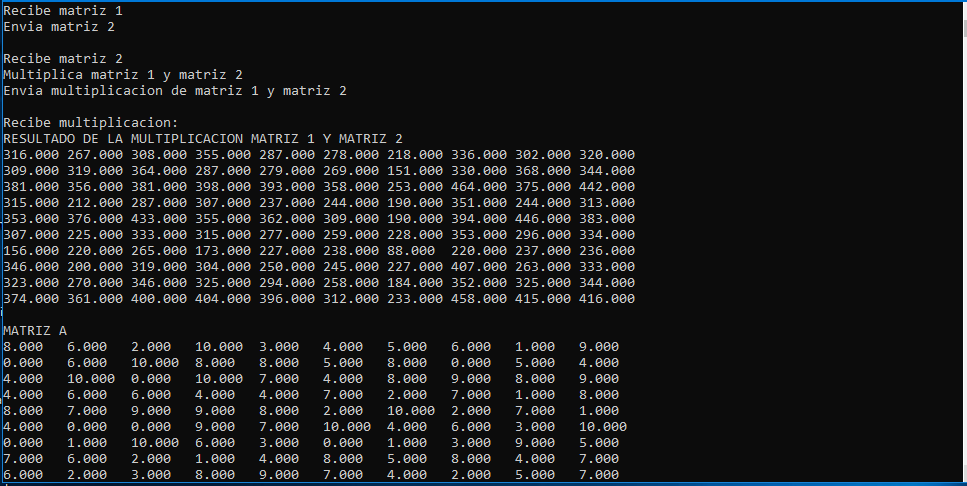 Recibe matriz 1
Envia matriz 2
Recibe matriz 2
Multiplica matriz 1 y matriz 2
Envia multiplicacion de matriz 1 y matriz 2
Recibe multiplicacion:
RESULTADO DE LA MULTIPLICACION MATRIZ 1 Y MATRIZ 2
316.000 267.000 308.000 355.000 287.000 278.000 218.000 336.000 302.000 320.000
309.000 319.000 364.000 287.000 279.000 269.000 151.000 330.000 368.000 344.000
381.000 356.000 381.000 398.000 393.000 358.000 253.000 464.000 375.000 442.000
315.000 212.000 287.000 307.000 237.000 244.000 190.000 351.000 244.000 313.000
353.000 376.000 433.000 355.000 362.000 309.000 190.000 394.000 446.000 383.000
307.000 225.000 333.000 315.000 277.000 259.000 228.000 353.000 296.000 334.000
156.000 220.000 265.000 173.000 227.000 238.000 88.000 220.000 237.000 236.000
346.000 200.000 319.000 304.000 250.000 245.000 227.000 407.000 263.000 333.000
323.000 270.000 346.000 325.000 294.000 258.000 184.000 352.000 325.000 344.000
374.000 361.000 400.000 404.000 396.000 312.000 233.000 458.000 415.000 416.000
MATRIZ A
8.000 6.000 2.000 10.000 3.000 4.000 5.000 6.000 1.000 9.000
0.000 6.000 10.000 8.000 8.000 5.000 8.000 0.000 5.000 4.000
4.000 10.000 0.000 10.000 7.000 4.000 8.000 9.000 8.000 9.000
4.000 6.000 6.000 4.000 4.000 7.000 2.000 7.000 1.000 8.000
8.000 7.000 9.000 9.000 8.000 2.000 10.000 2.000 7.000 1.000
4.000 0.000 0.000 9.000 7.000 10.000 4.000 6.000 3.000 10.000
0.000 1.000 10.000 6.000 3.000 0.000 1.000 3.000 9.000 5.000
7.000 6.000 2.000 1.000 4.000 8.000 5.000 8.000 4.000 7.000
6.000 2.000 3.000 8.000 9.000 7.000 4.000 2.000 5.000 7.000